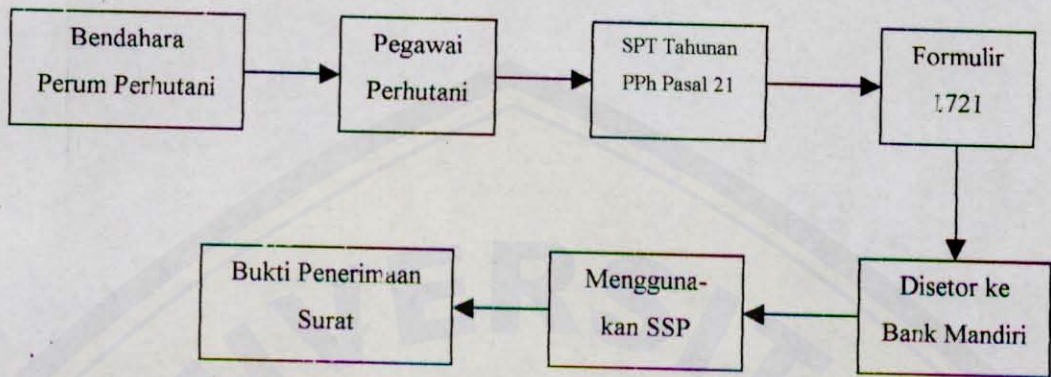 Bendahara
Perum Perhutani
Pegawai
Perhutani
SPT Tahunan
PPh Pasal 21
Formulir
1721
Disetor ke
Bank Mandiri
Mengguna-
kan SSP
Bukti Penerimaan
Surat